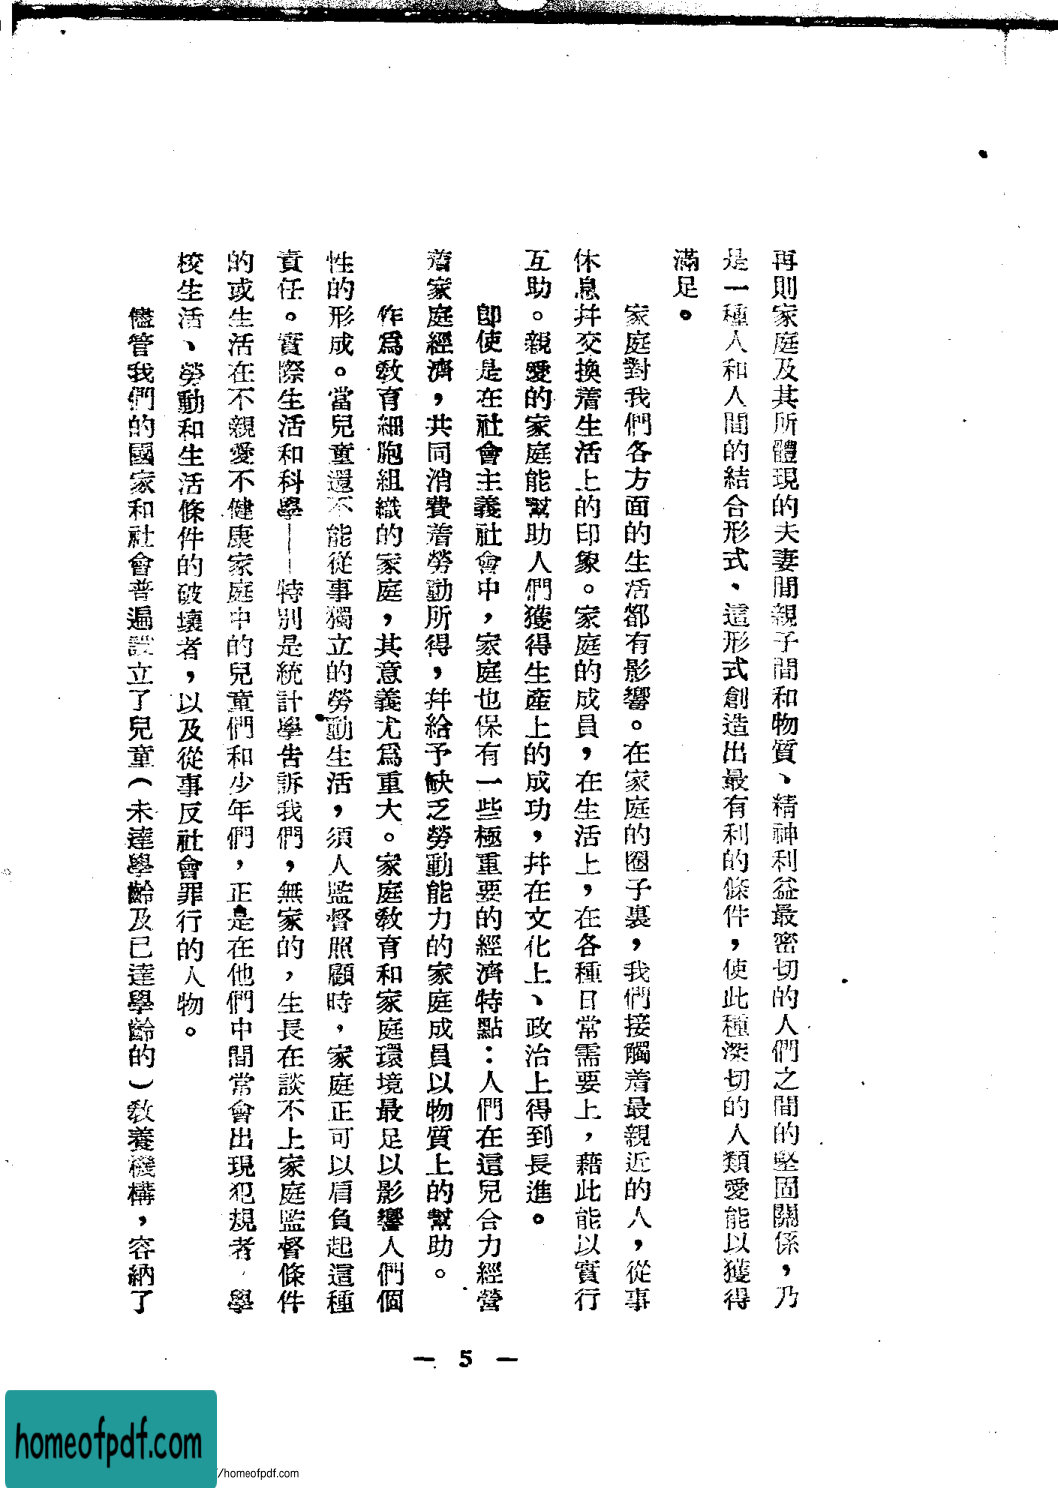 再則家庭及其所體現的夫妻間親子間和物質、精神利益最密切的人們之間的堅固關係，乃
是一種人和人間的結合形式、這形式創造出最有利的條件，使此種深切的人類愛能以獲得
滿足。
家庭對我們各方面的生活都有影響。在家庭的圈子裏，我們接觸着最親近的人，從事
休息幷交換着生活上的印象。家庭的成員，在生活上，在各種日常需要上，藉此能以實行
互助。親愛的家庭能幫助人們獲得生產上的成功，幷在文化上、政治上得到長進。
卽使是在社會主義社會中，家庭也保有一些極重要的經濟特點：人們在這兒合力經營
着家庭經濟，共同消費着勞動所得，幷給予缺乏勞動能力的家庭成員以物質上的幫助。
作爲敎育細胞組織的家庭，其意義尤爲重大。家庭敎育和家庭環境最足以影響人們個
性的形成。當兒童還不能從事獨立的勞動生活，須人監督照顧時，家庭正可以肩負起這種
責任。實際生活和科學——特別是統計學告訴我們，無家的，生長在談不上家庭監督條件
的或生活在不親愛不健康家庭中的兒童們和少年們，正是在他們中間常會出現犯規者，學
校生活、勞動和生活條件的破壞者，以及從事反社會罪行的人物。
儘管我們的國家和社會普遍設立了兒童（未達學齡及已達學齡的）敎養機構，容納了
— 5 —
homeofpdf.com
/homeofpdf.com